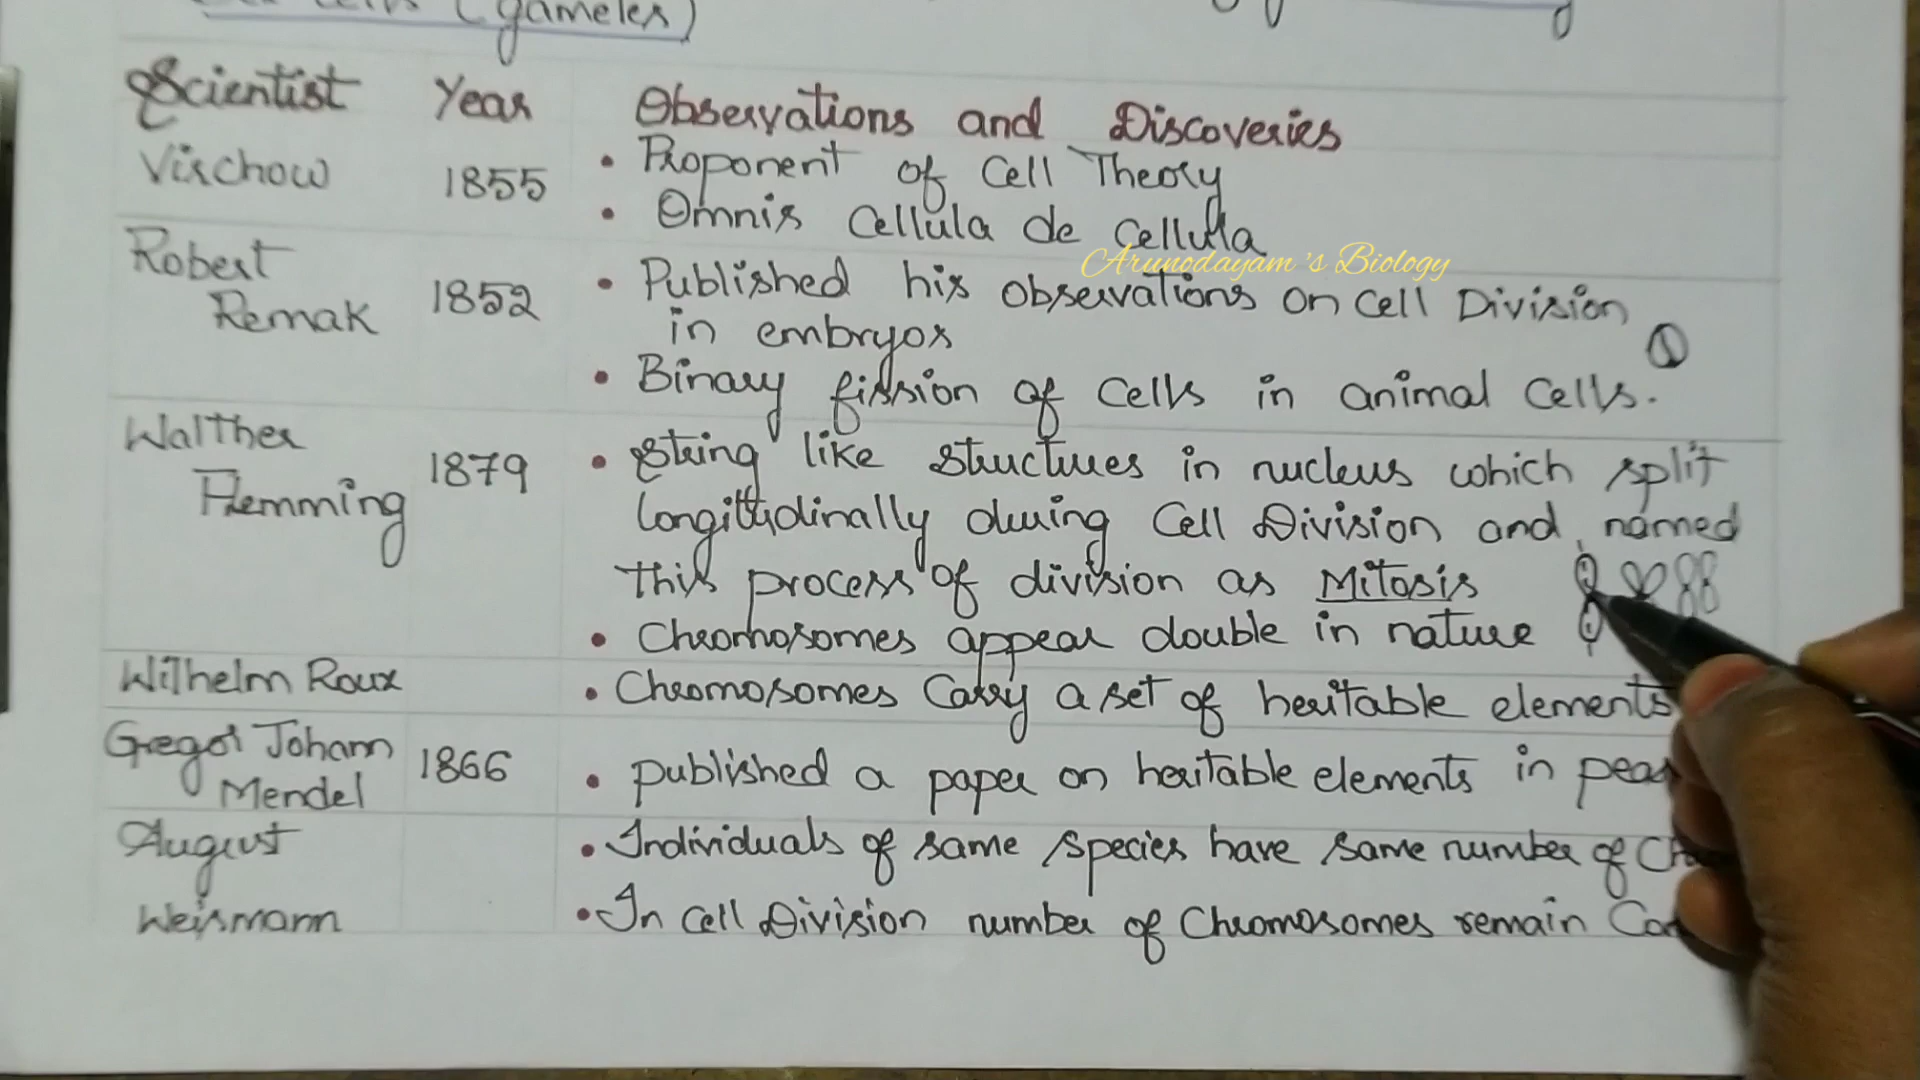 (gametes)
Scientist Year Observations and Discoveries
Virchow 1855 • Proponent of Cell Theory
• Omnis Cellula de Cellula
Arunodayam's Biology
Robert Remak 1852 • Published his observations on Cell Division
in embryos
• Binary fission of Cells in animal Cells.
Walther Flemming 1879 • String like structures in nucleus which split
longittudinally during Cell Division and named
this process of division as Mitosis
• Chromosomes appear double in nature
Wilhelm Roux • Chromosomes Carry a set of heritable elements
Gregor Johann Mendel 1866 • published a paper on heritable elements in peas
August Weismann • Individuals of same species have same number of
• In Cell Division number of Chromosomes remain